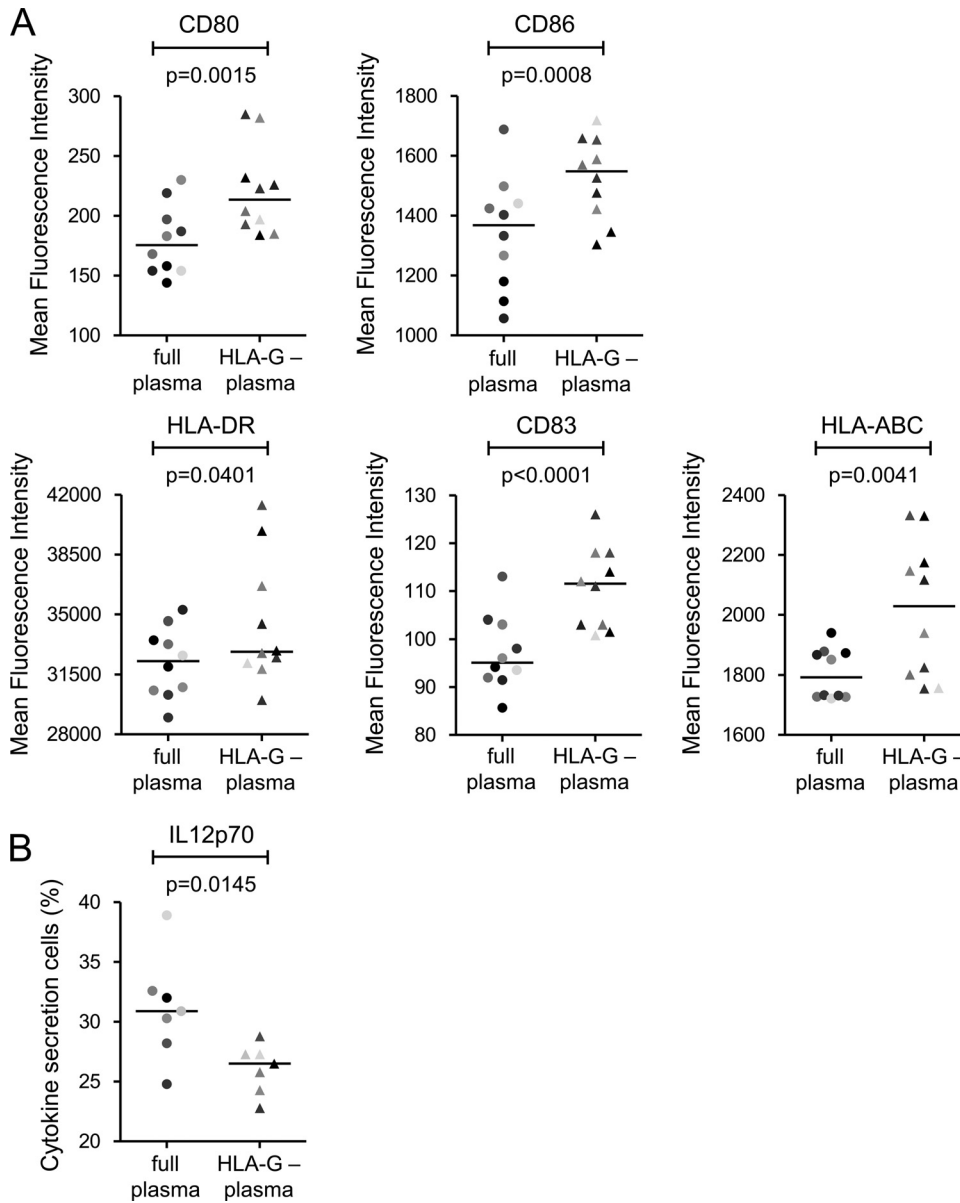 A
CD80
p=0.0015
Mean Fluorescence Intensity
300
250
200
150
100
full plasma
HLA-G – plasma
CD86
p=0.0008
Mean Fluorescence Intensity
1800
1600
1400
1200
1000
full plasma
HLA-G – plasma
HLA-DR
p=0.0401
Mean Fluorescence Intensity
42000
38500
35000
31500
28000
full plasma
HLA-G – plasma
CD83
p<0.0001
Mean Fluorescence Intensity
130
120
110
100
90
80
full plasma
HLA-G – plasma
HLA-ABC
p=0.0041
Mean Fluorescence Intensity
2400
2200
2000
1800
1600
full plasma
HLA-G – plasma
B
IL12p70
p=0.0145
Cytokine secretion cells (%)
40
35
30
25
20
full plasma
HLA-G – plasma